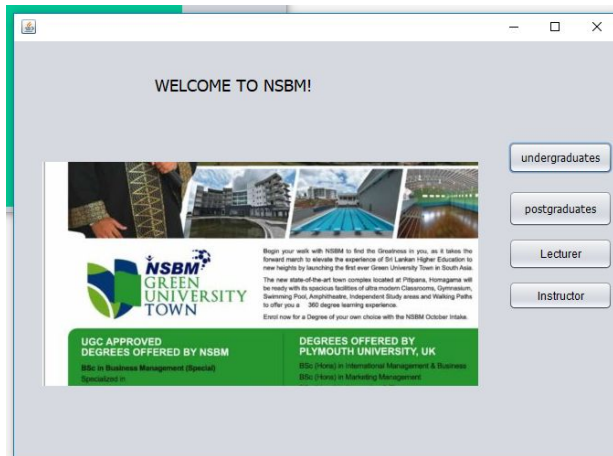 WELCOME TO NSBM!
undergraduates
postgraduates
Lecturer
Instructor
NSBM
GREEN
UNIVERSITY
TOWN
Begin your walk with NSBM to find the Greatness in you, as it takes the
forward march to elevate the experience of Sri Lankan Higher Education to
new heights by launching the first ever Green University Town in South Asia.
The new state-of-the-art town complex located at Pitipana, Homagama will
be ready with its spacious facilities of ultra modern Classrooms, Gymnasium,
Swimming Pool, Amphitheatre, Independent Study areas and Walking Paths
to offer you a 360 degree learning experience.
Enrol now for a Degree of your own choice with the NSBM October Intake.
UGC APPROVED
DEGREES OFFERED BY NSBM
BSc in Business Management (Special)
Specialized in
DEGREES OFFERED BY
PLYMOUTH UNIVERSITY, UK
BSc (Hons) in International Management & Business
BSc (Hons) in Marketing Management